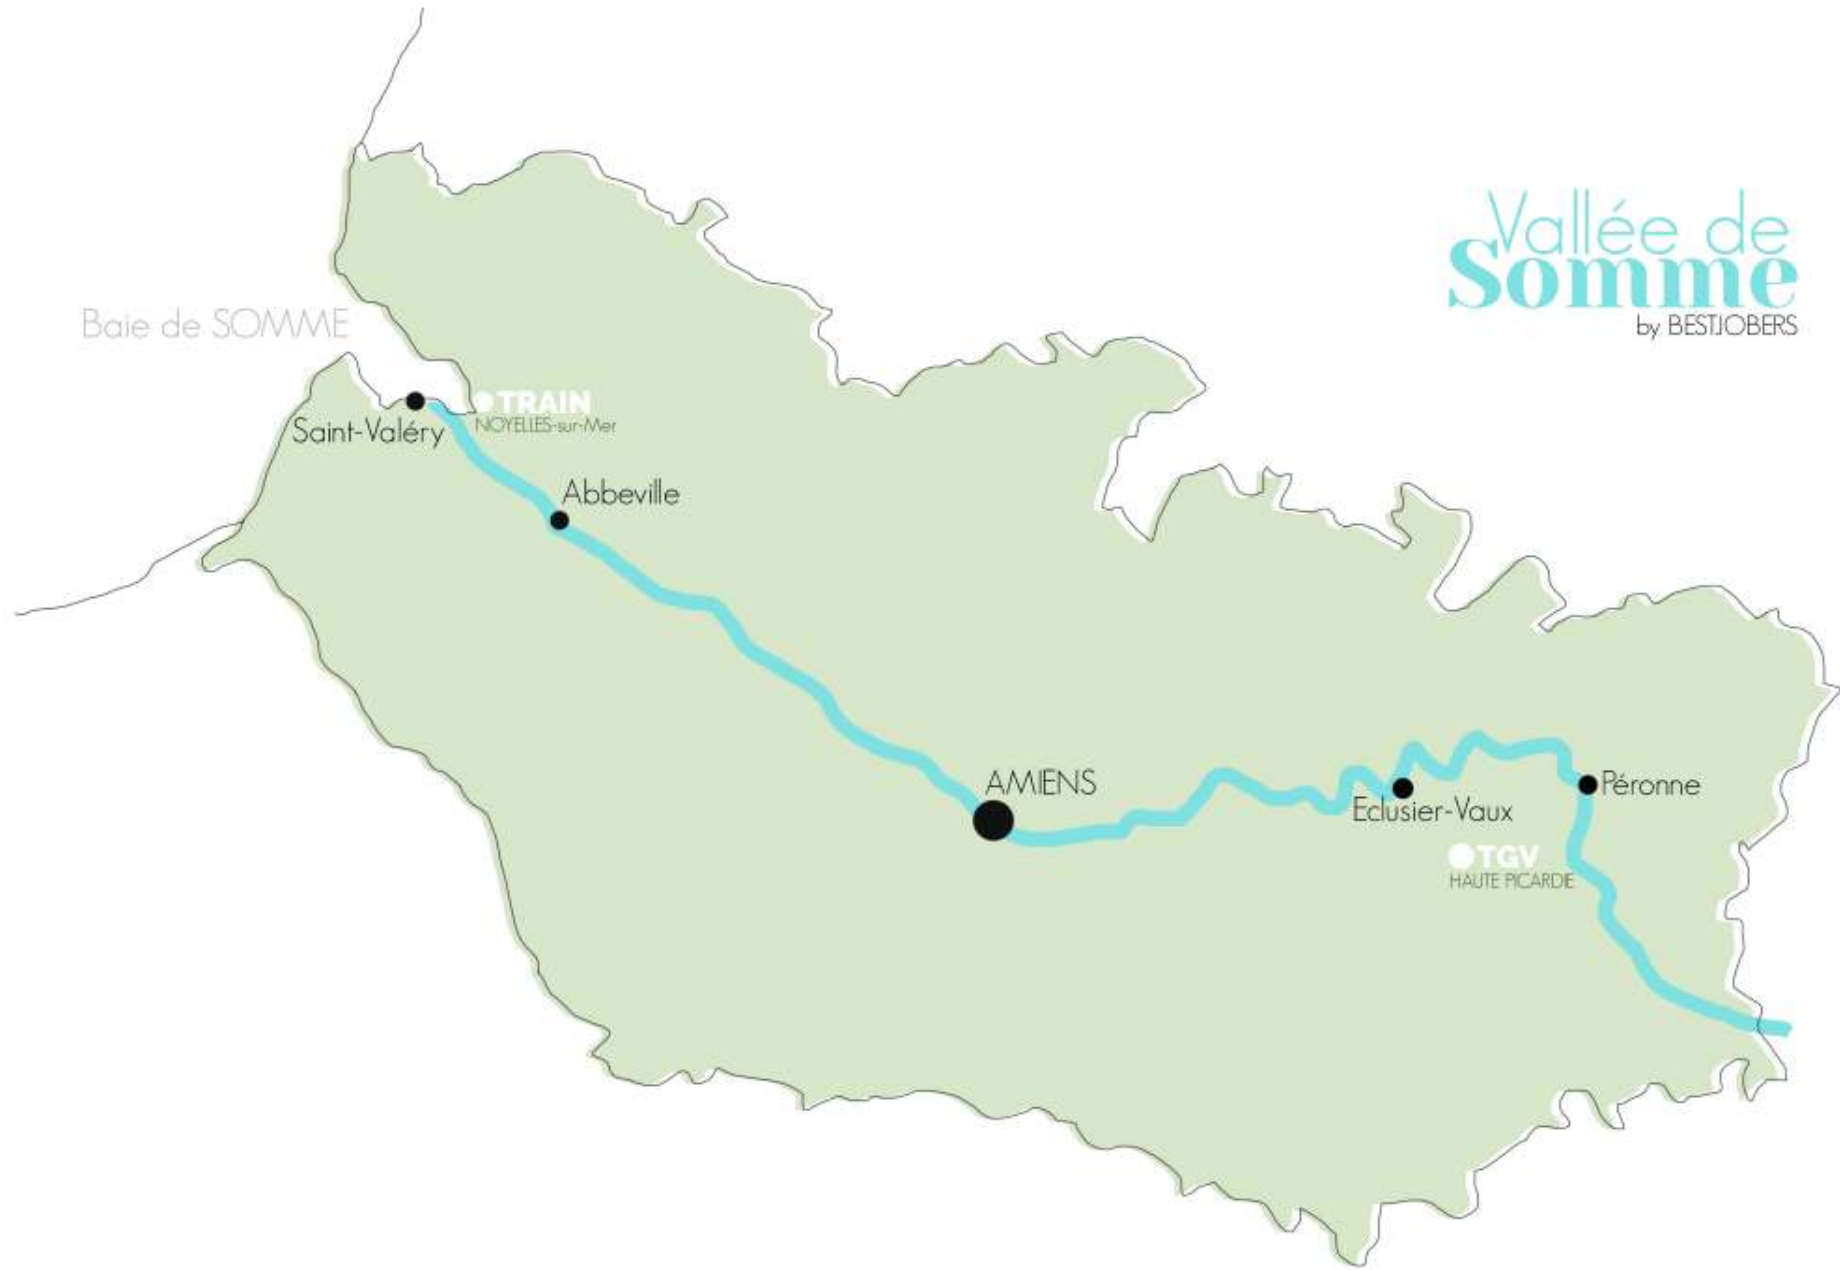 Vallée de
Somme
by BESTJOBERS
Baie de SOMME
TRAIN
NOYELLES-sur-Mer
Saint-Valéry
Abbeville
AMIENS
Eclusier-Vaux
Péronne
TGV
HAUTE PICARDIE